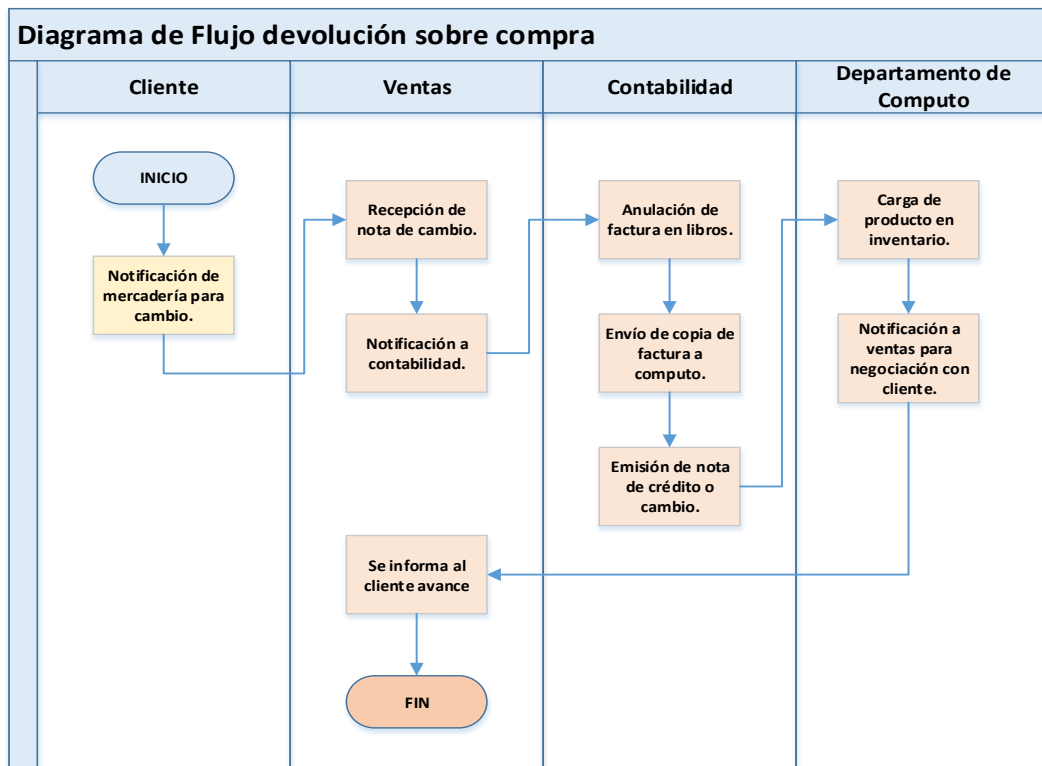 Diagrama de Flujo devolución sobre compra
Cliente
Ventas
Contabilidad
Departamento de
Computo
INICIO
Notificación de
mercadería para
cambio.
Recepción de
nota de cambio.
Notificación a
contabilidad.
Anulación de
factura en libros.
Envío de copia de
factura a
computo.
Emisión de nota
de crédito o
cambio.
Carga de
producto en
inventario.
Notificación a
ventas para
negociación con
cliente.
Se informa al
cliente avance
FIN